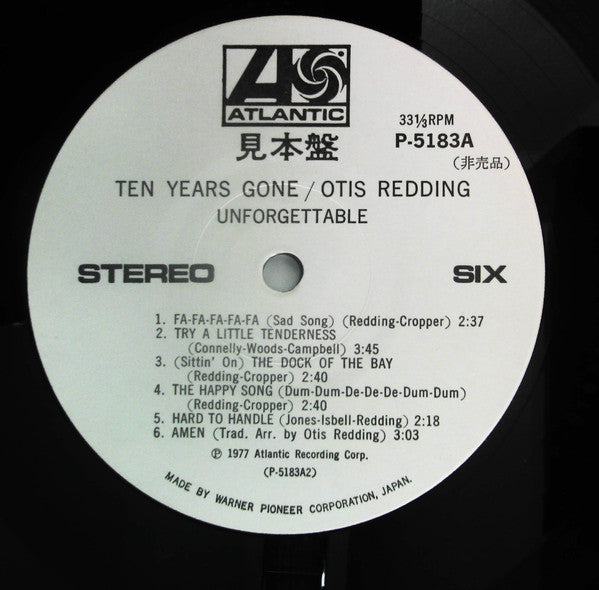 ATLANTIC
見本盤
33⅓RPM
P-5183A
(非売品)
TEN YEARS GONE / OTIS REDDING
UNFORGETTABLE
STEREO
SIX
1. FA-FA-FA-FA-FA (Sad Song) (Redding-Cropper) 2:37
2. TRY A LITTLE TENDERNESS
(Connelly-Woods-Campbell) 3:45
3. (Sittin' On) THE DOCK OF THE BAY
(Redding-Cropper) 2:40
4. THE HAPPY SONG (Dum-Dum-De-De-De-Dum-Dum)
(Redding-Cropper) 2:40
5. HARD TO HANDLE (Jones-Isbell-Redding) 2:18
6. AMEN (Trad. Arr. by Otis Redding) 3:03
℗ 1977 Atlantic Recording Corp.
(P-5183A2)
MADE BY WARNER PIONEER CORPORATION, JAPAN.